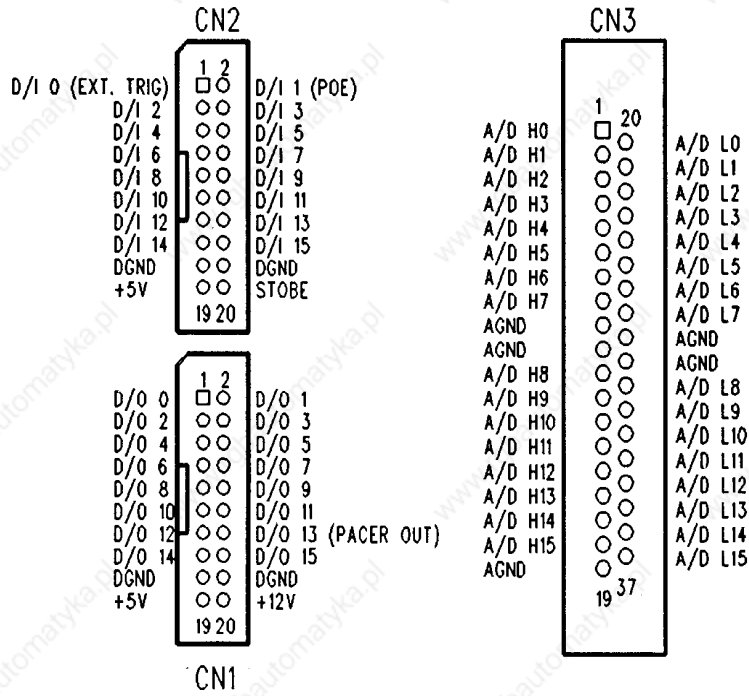 CN2
1 2
D/I 0 (EXT. TRIG) D/I 1 (POE)
D/I 2 D/I 3
D/I 4 D/I 5
D/I 6 D/I 7
D/I 8 D/I 9
D/I 10 D/I 11
D/I 12 D/I 13
D/I 14 D/I 15
DGND DGND
+5V STOBE
19 20
1 2
D/O 0 D/O 1
D/O 2 D/O 3
D/O 4 D/O 5
D/O 6 D/O 7
D/O 8 D/O 9
D/O 10 D/O 11
D/O 12 D/O 13 (PACER OUT)
D/O 14 D/O 15
DGND DGND
+5V +12V
19 20
CN1
CN3
1 20
A/D H0 A/D L0
A/D H1 A/D L1
A/D H2 A/D L2
A/D H3 A/D L3
A/D H4 A/D L4
A/D H5 A/D L5
A/D H6 A/D L6
A/D H7 A/D L7
AGND AGND
AGND AGND
A/D H8 A/D L8
A/D H9 A/D L9
A/D H10 A/D L10
A/D H11 A/D L11
A/D H12 A/D L12
A/D H13 A/D L13
A/D H14 A/D L14
A/D H15 A/D L15
AGND
19 37